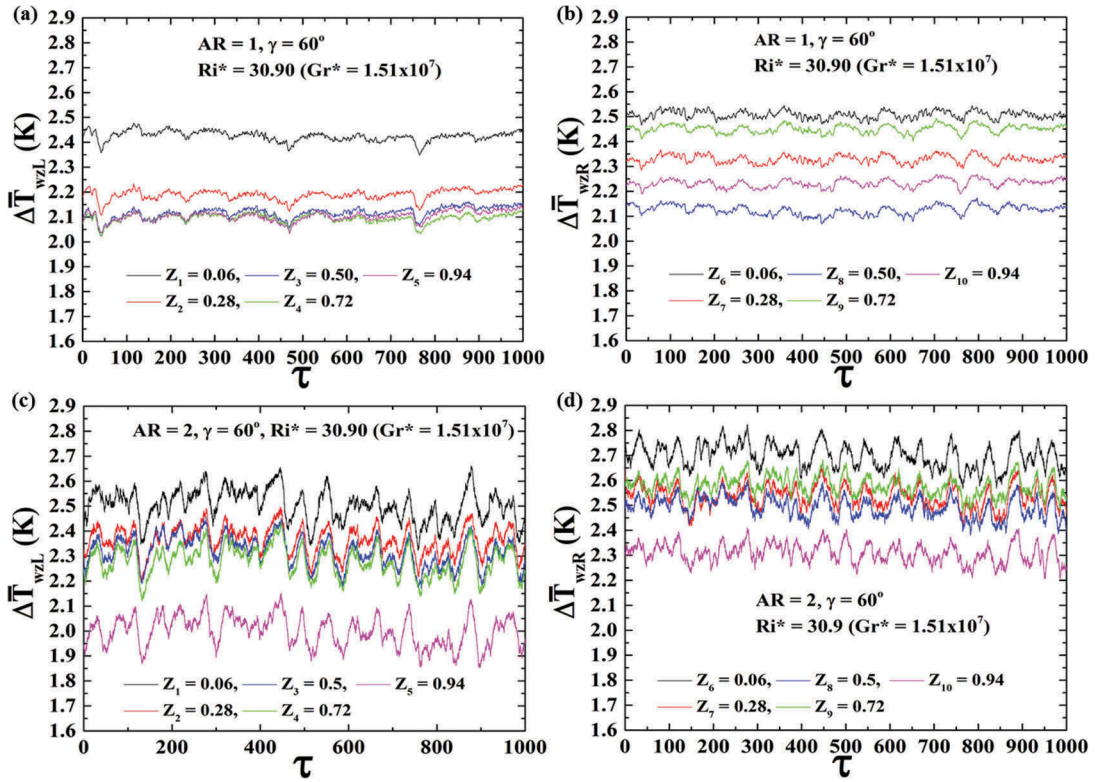 (a)
AR = 1, γ = 60°
Ri* = 30.90 (Gr* = 1.51x10⁷)
2.9
2.8
2.7
2.6
2.5
2.4
2.3
2.2
2.1
2.0
1.9
1.8
1.7
1.6
ΔT̅wzL (K)
Z₁ = 0.06, Z₃ = 0.50, Z₅ = 0.94
Z₂ = 0.28, Z₄ = 0.72
0 100 200 300 400 500 600 700 800 900 1000
τ
(b)
AR = 1, γ = 60°
Ri* = 30.90 (Gr* = 1.51x10⁷)
2.9
2.8
2.7
2.6
2.5
2.4
2.3
2.2
2.1
2.0
1.9
1.8
1.7
1.6
ΔT̅wzR (K)
Z₆ = 0.06, Z₈ = 0.50, Z₁₀ = 0.94
Z₇ = 0.28, Z₉ = 0.72
0 100 200 300 400 500 600 700 800 900 1000
τ
(c)
AR = 2, γ = 60°, Ri* = 30.90 (Gr* = 1.51x10⁷)
2.9
2.8
2.7
2.6
2.5
2.4
2.3
2.2
2.1
2.0
1.9
1.8
1.7
1.6
ΔT̅wzL (K)
Z₁ = 0.06, Z₃ = 0.5, Z₅ = 0.94
Z₂ = 0.28, Z₄ = 0.72
0 200 400 600 800 1000
τ
(d)
2.9
2.8
2.7
2.6
2.5
2.4
2.3
2.2
2.1
2.0
1.9
1.8
1.7
1.6
ΔT̅wzR (K)
AR = 2, γ = 60°
Ri* = 30.9 (Gr* = 1.51x10⁷)
Z₆ = 0.06, Z₈ = 0.5, Z₁₀ = 0.94
Z₇ = 0.28, Z₉ = 0.72
0 100 200 300 400 500 600 700 800 900 1000
τ